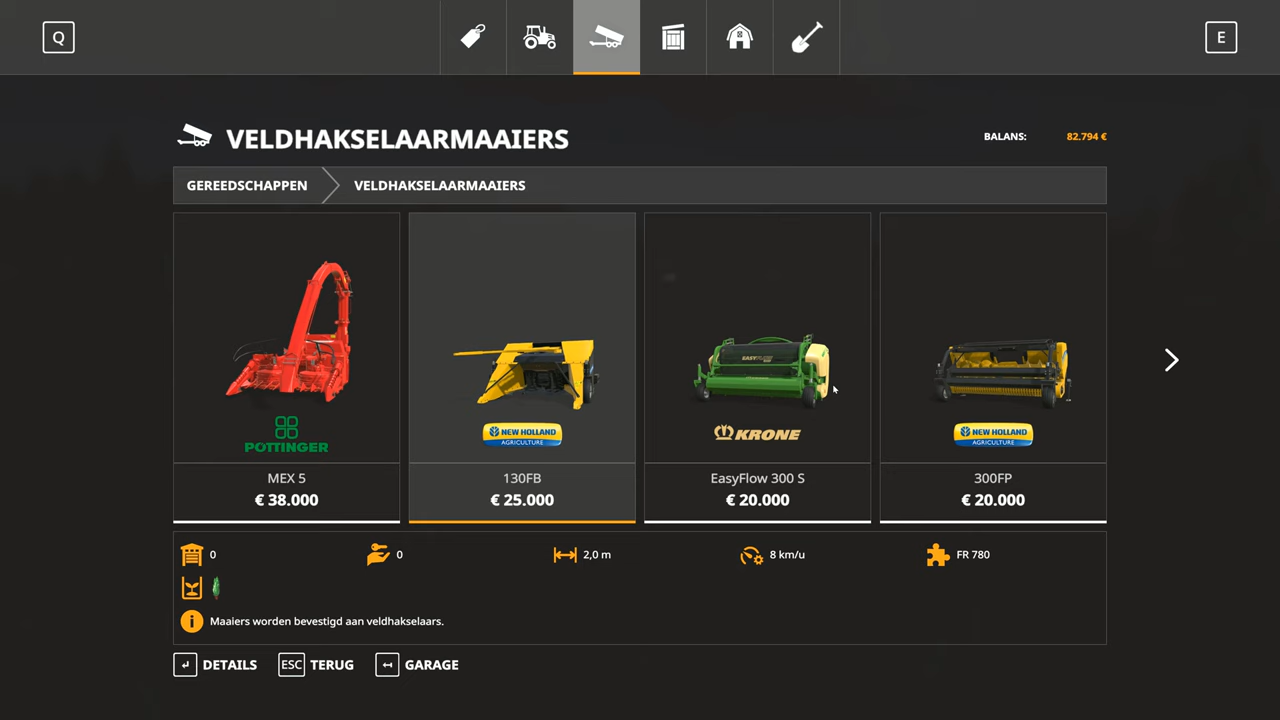 Q
E
VELDHAKSELAARMAAIERS
BALANS: 82.794 €
GEREEDSCHAPPEN VELDHAKSELAARMAAIERS
PÖTTINGER
MEX 5
€ 38.000
NEW HOLLAND
AGRICULTURE
130FB
€ 25.000
EASYFLOW
KRONE
EasyFlow 300 S
€ 20.000
NEW HOLLAND
AGRICULTURE
300FP
€ 20.000
0
0
2,0 m
8 km/u
FR 780
Maaiers worden bevestigd aan veldhakselaars.
DETAILS
ESC TERUG
GARAGE